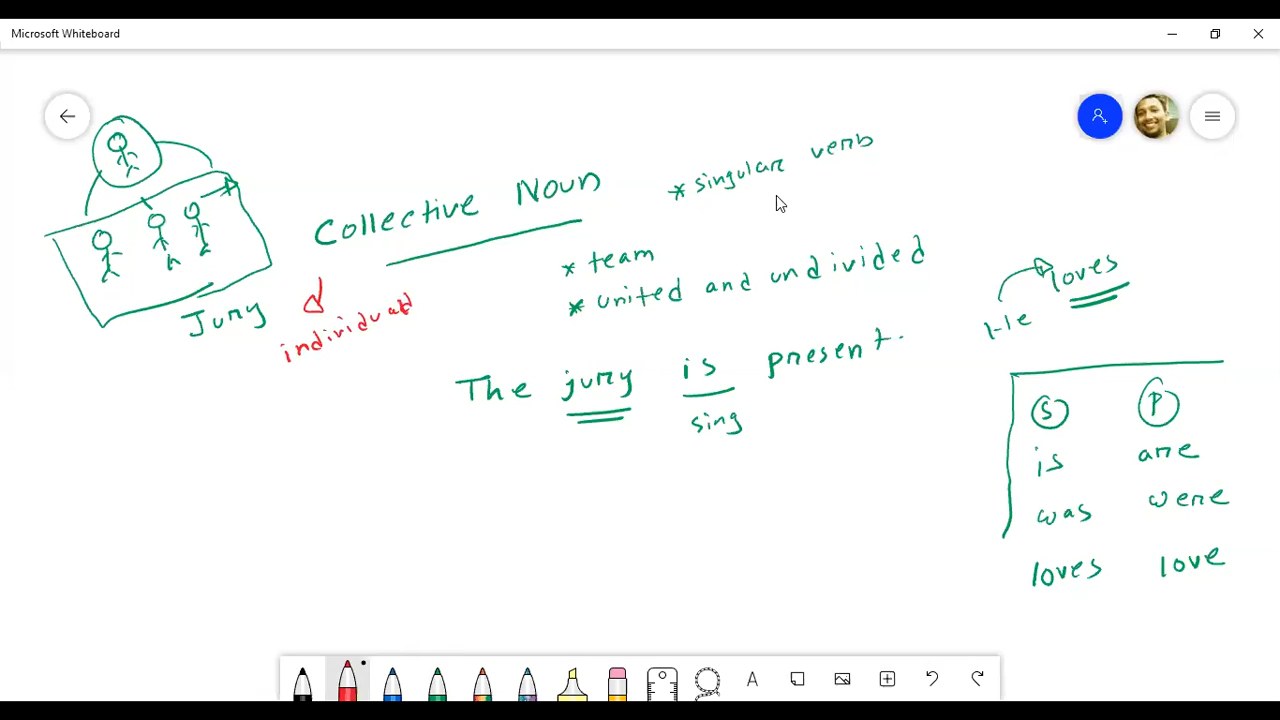 Microsoft Whiteboard
* singular verb
Collective Noun
* team
* united and undivided
Jury
individual
He loves
The jury is present.
sing
S P
is are
was were
loves love